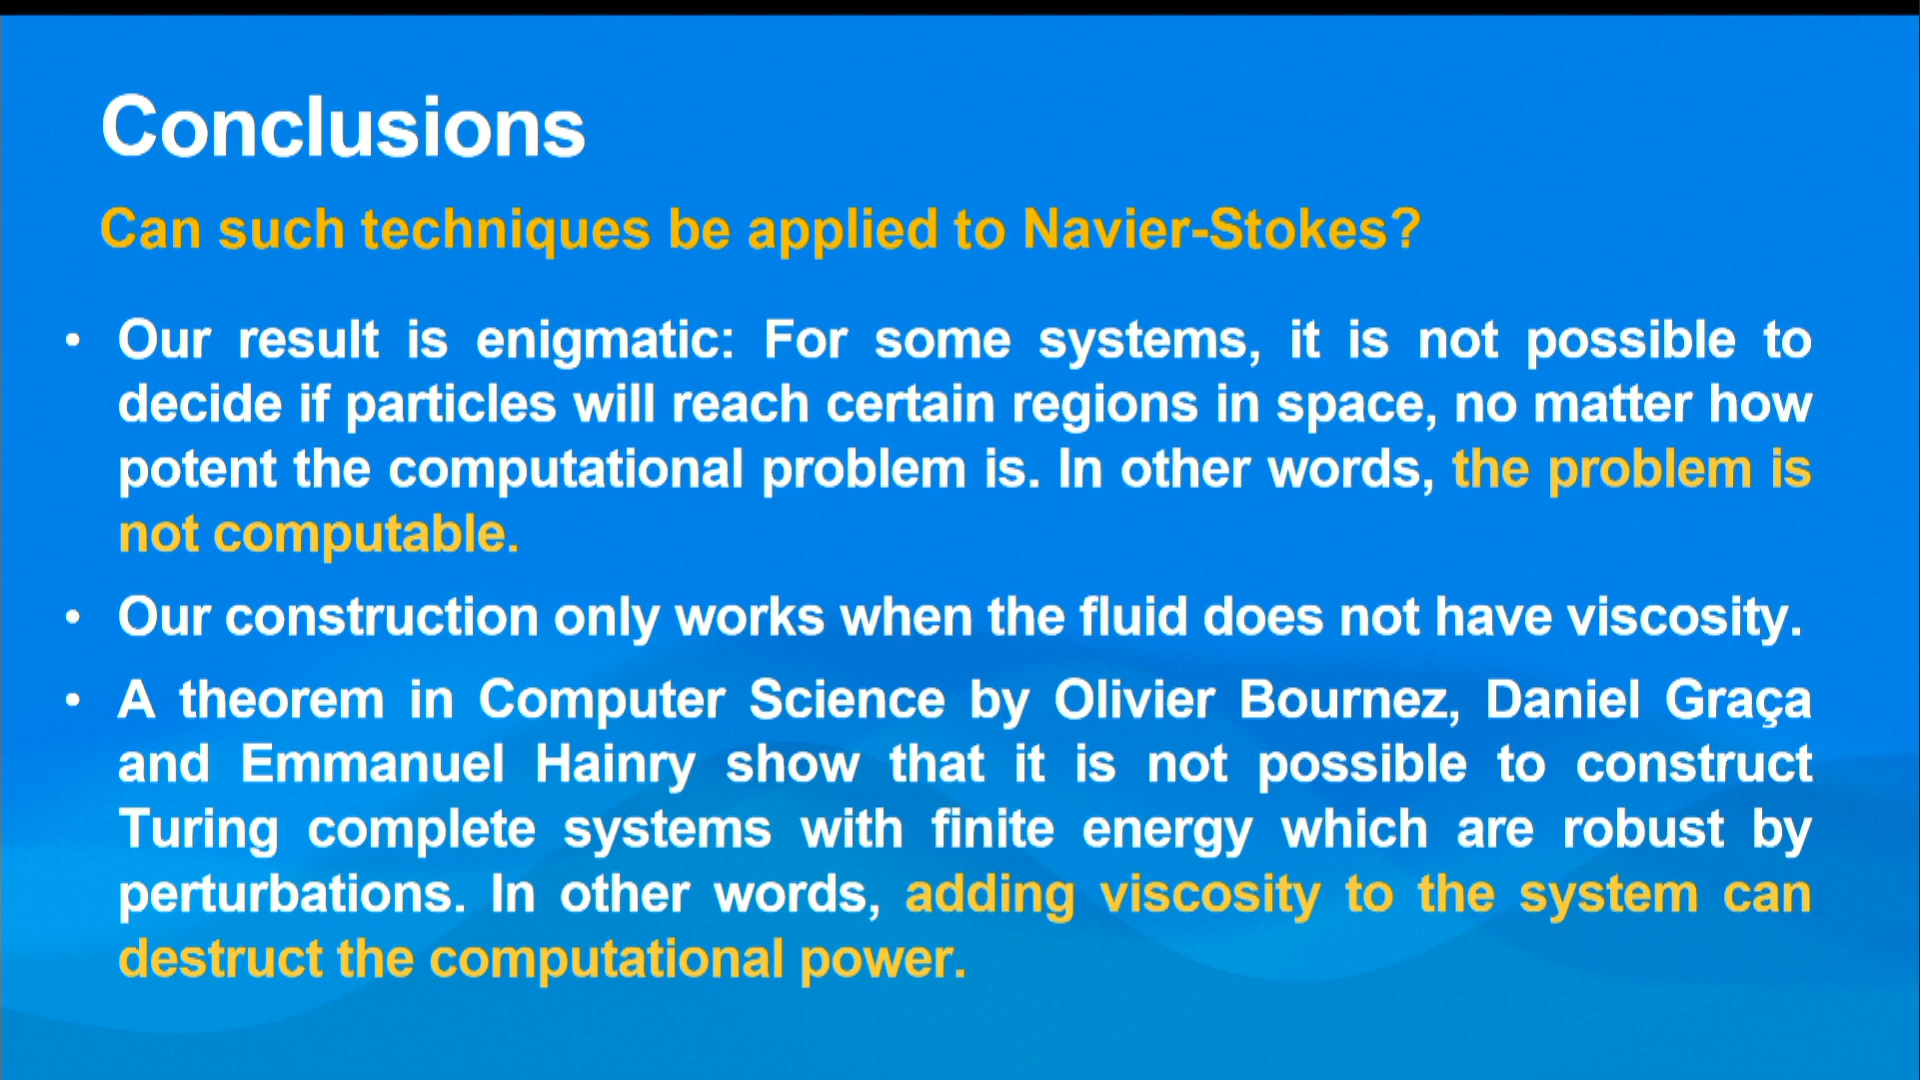 Conclusions
Can such techniques be applied to Navier-Stokes?
• Our result is enigmatic: For some systems, it is not possible to
decide if particles will reach certain regions in space, no matter how
potent the computational problem is. In other words, the problem is
not computable.
• Our construction only works when the fluid does not have viscosity.
• A theorem in Computer Science by Olivier Bournez, Daniel Graça
and Emmanuel Hainry show that it is not possible to construct
Turing complete systems with finite energy which are robust by
perturbations. In other words, adding viscosity to the system can
destruct the computational power.